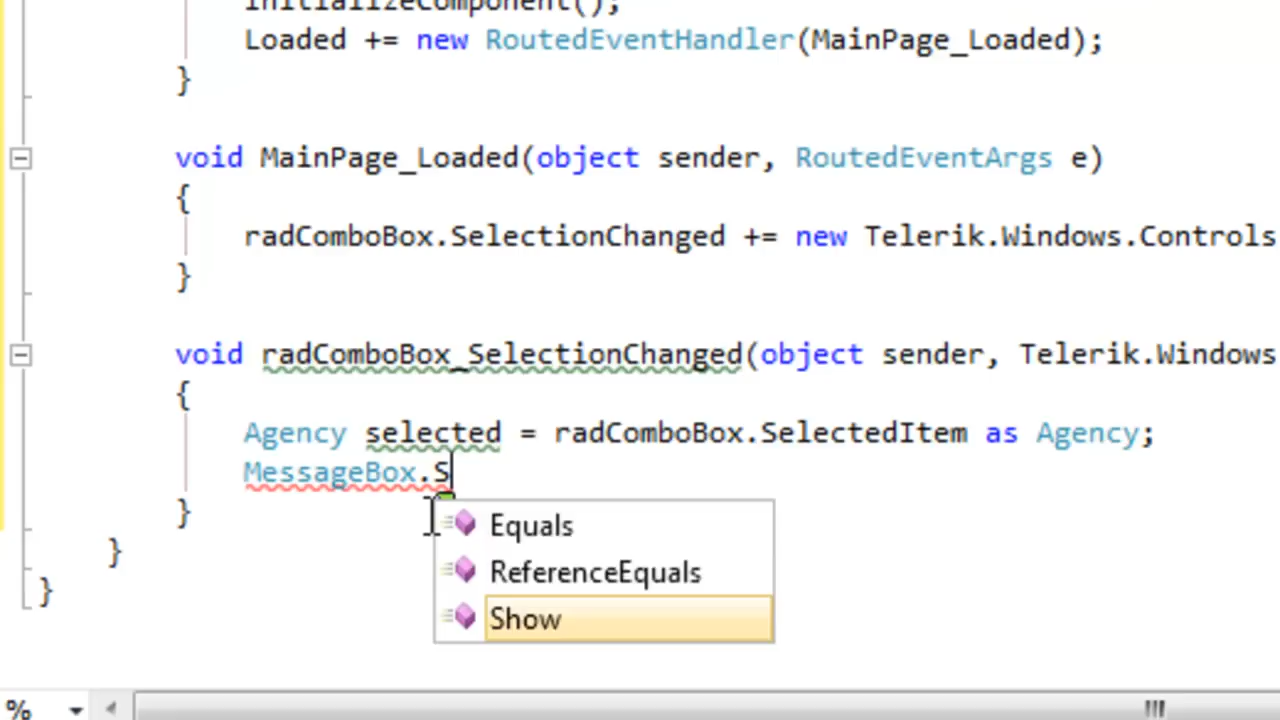 InitializeComponent();
Loaded += new RoutedEventHandler(MainPage_Loaded);
}
void MainPage_Loaded(object sender, RoutedEventArgs e)
{
radComboBox.SelectionChanged += new Telerik.Windows.Controls
}
void radComboBox_SelectionChanged(object sender, Telerik.Windows
{
Agency selected = radComboBox.SelectedItem as Agency;
MessageBox.S
}
Equals
ReferenceEquals
Show
}
}
%